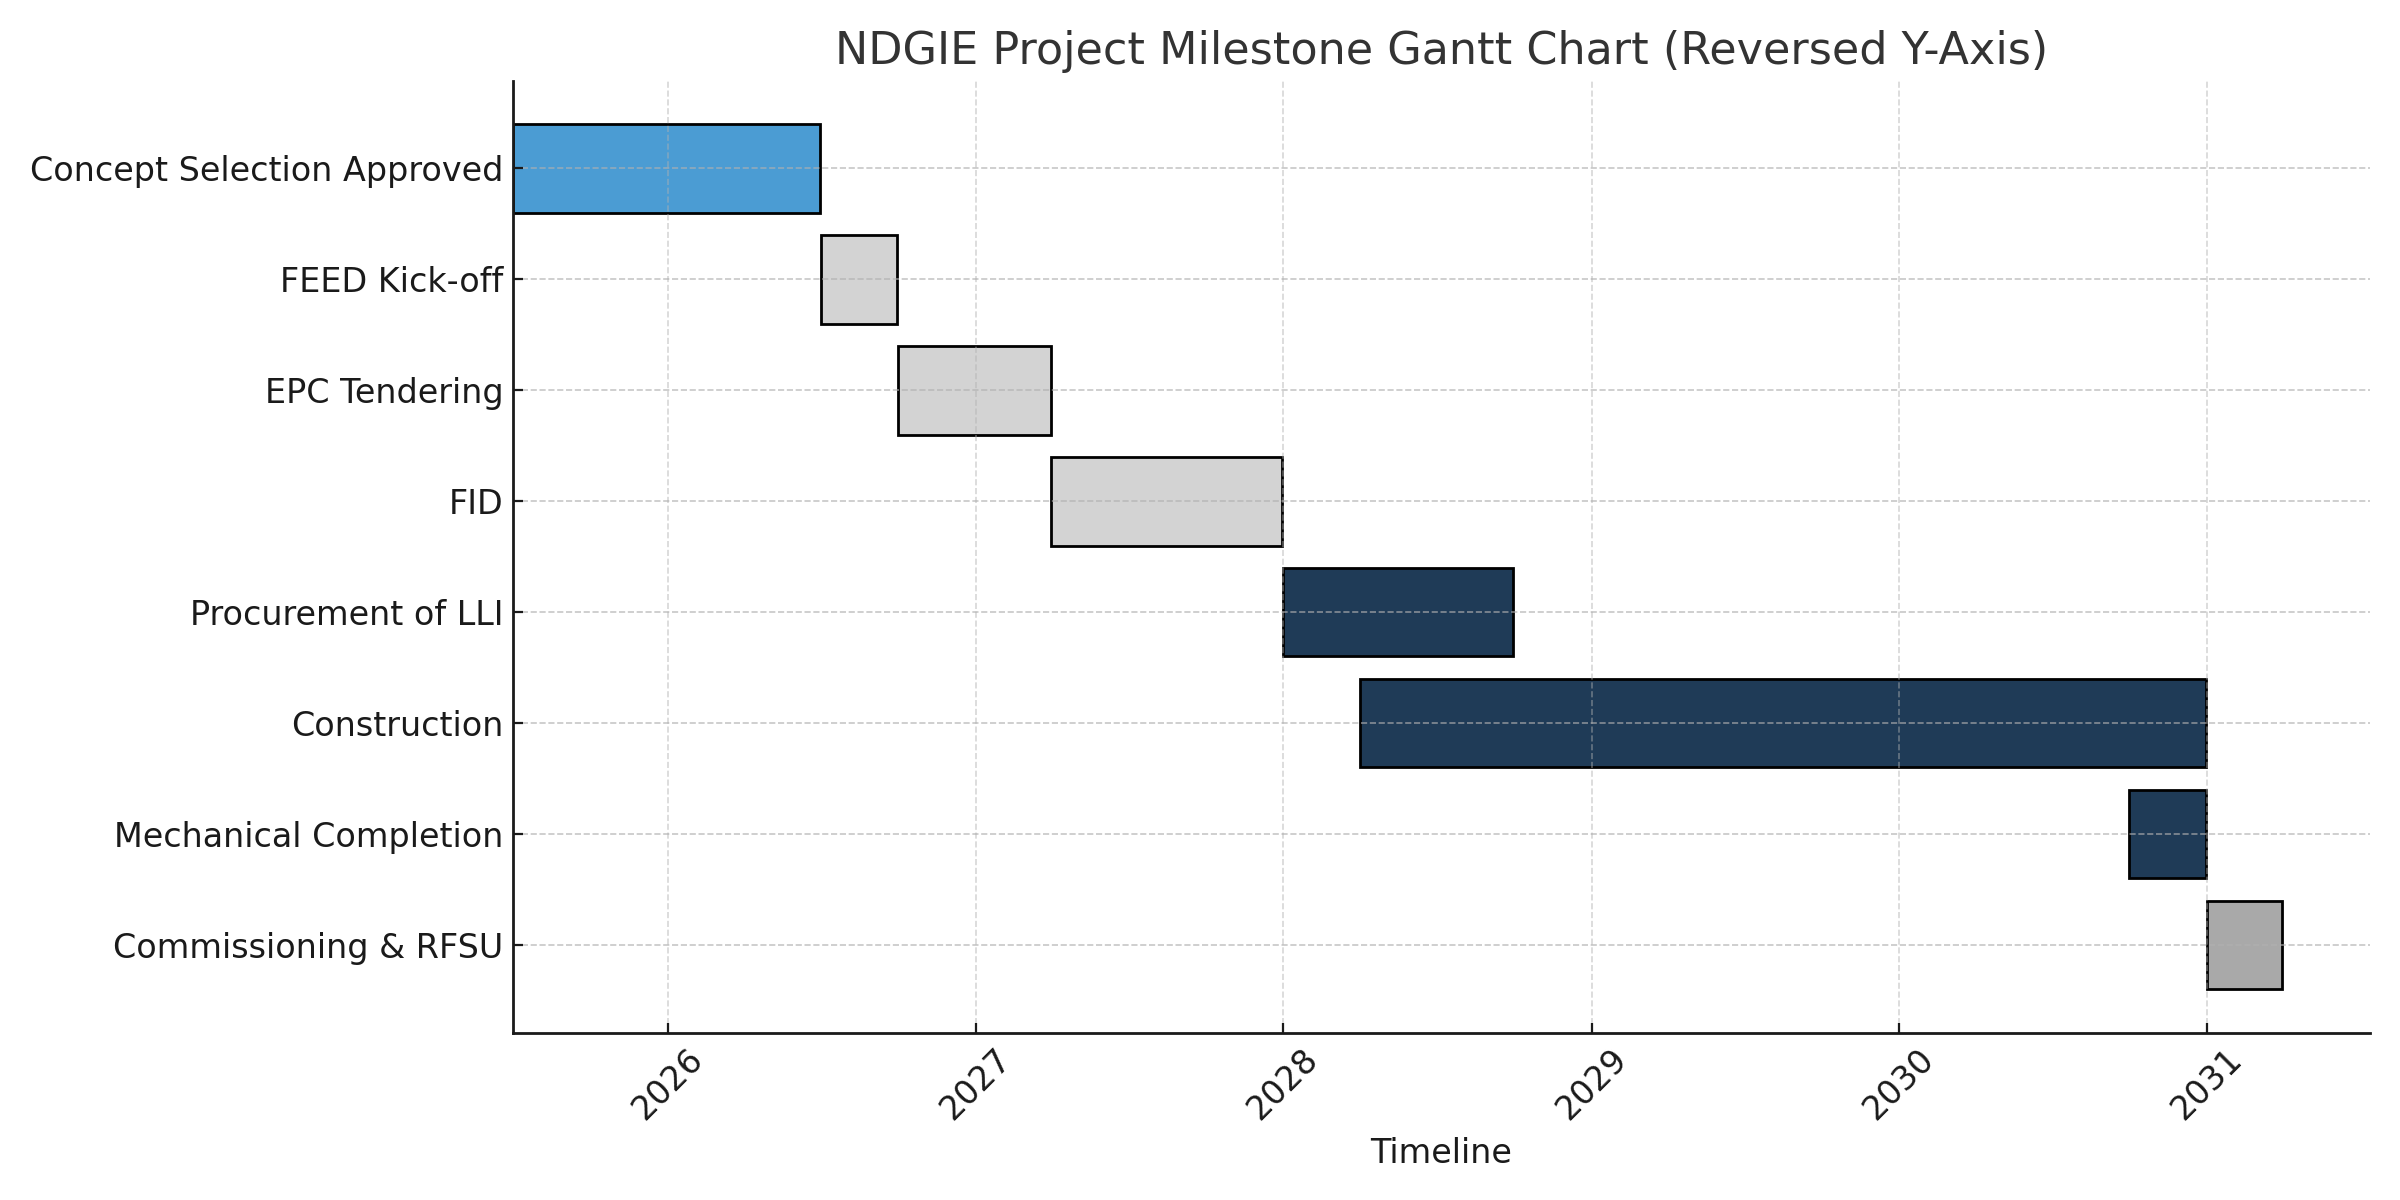 NDGIE Project Milestone Gantt Chart (Reversed Y-Axis)
Concept Selection Approved
FEED Kick-off
EPC Tendering
FID
Procurement of LLI
Construction
Mechanical Completion
Commissioning & RFSU
2026
2027
2028
2029
2030
2031
Timeline